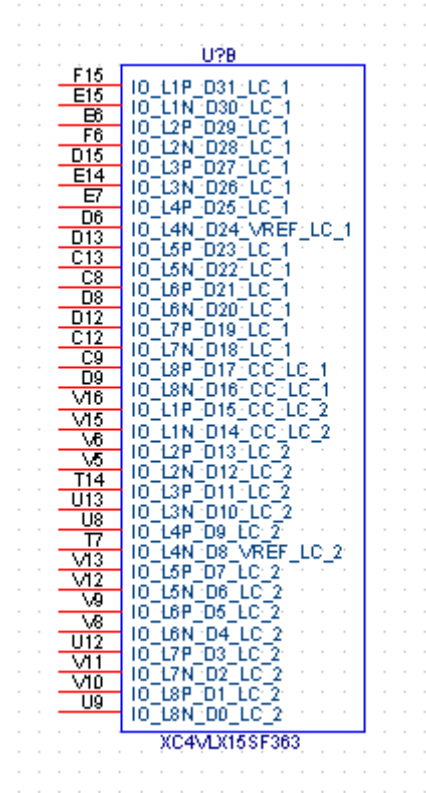 U?B
F15 IO_L1P_D31_LC_1
E15 IO_L1N_D30_LC_1
E6 IO_L2P_D29_LC_1
F6 IO_L2N_D28_LC_1
D15 IO_L3P_D27_LC_1
E14 IO_L3N_D26_LC_1
E7 IO_L4P_D25_LC_1
D6 IO_L4N_D24_VREF_LC_1
D13 IO_L5P_D23_LC_1
C13 IO_L5N_D22_LC_1
C8 IO_L6P_D21_LC_1
D8 IO_L6N_D20_LC_1
D12 IO_L7P_D19_LC_1
C12 IO_L7N_D18_LC_1
C9 IO_L8P_D17_CC_LC_1
D9 IO_L8N_D16_CC_LC_1
V16 IO_L1P_D15_CC_LC_2
V15 IO_L1N_D14_CC_LC_2
V6 IO_L2P_D13_LC_2
V5 IO_L2N_D12_LC_2
T14 IO_L3P_D11_LC_2
U13 IO_L3N_D10_LC_2
U8 IO_L4P_D9_LC_2
T7 IO_L4N_D8_VREF_LC_2
V13 IO_L5P_D7_LC_2
V12 IO_L5N_D6_LC_2
V9 IO_L6P_D5_LC_2
V8 IO_L6N_D4_LC_2
U12 IO_L7P_D3_LC_2
V11 IO_L7N_D2_LC_2
V10 IO_L8P_D1_LC_2
U9 IO_L8N_D0_LC_2
XC4VLX15SF363